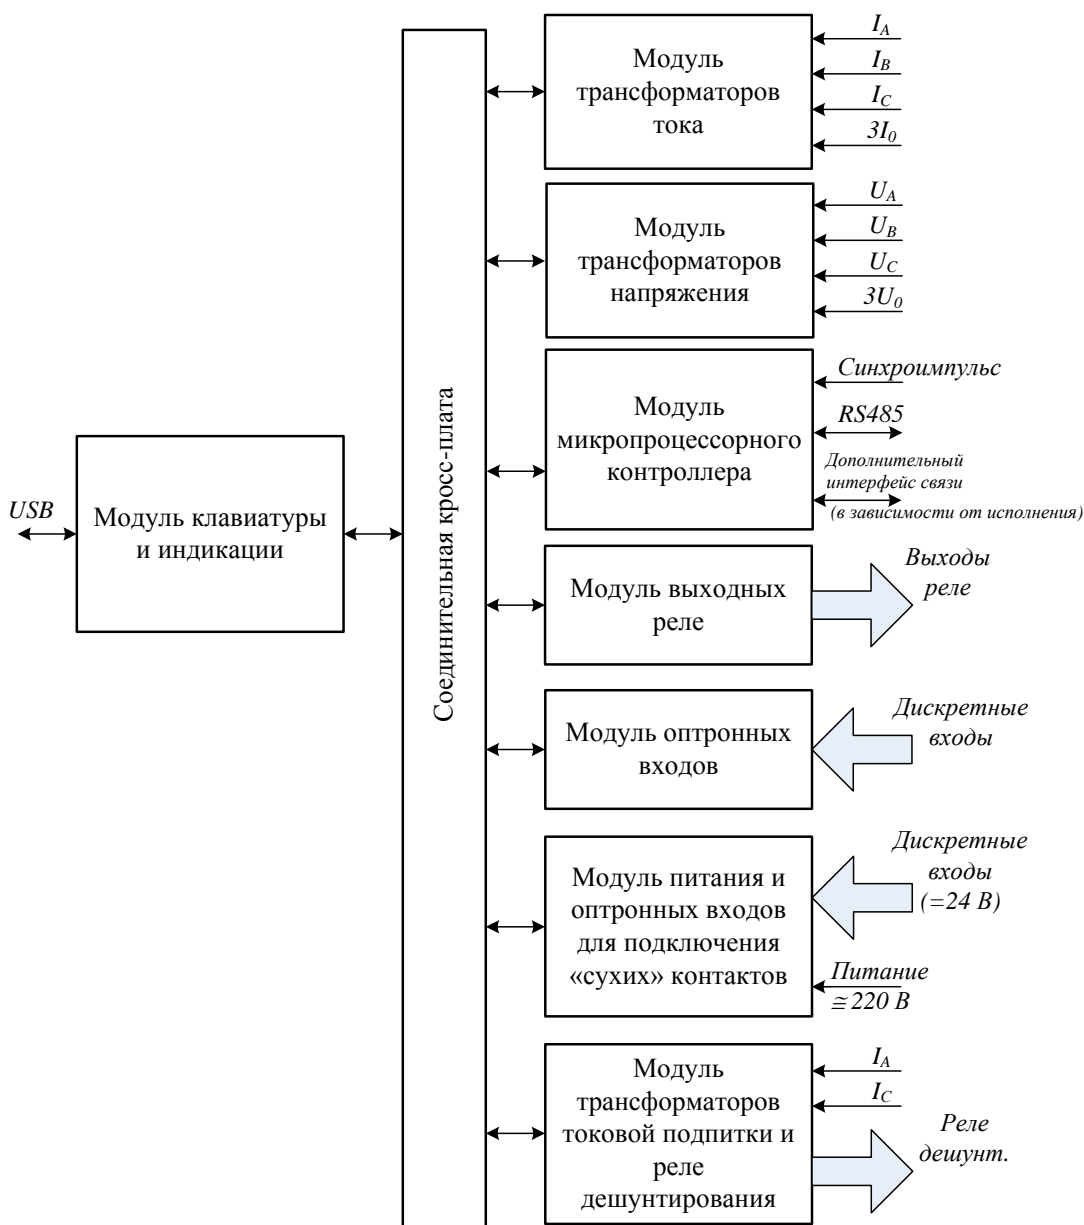 Модуль
трансформаторов
тока
I_A
I_B
I_C
3I_0
Модуль
трансформаторов
напряжения
U_A
U_B
U_C
3U_0
Модуль
микропроцессорного
контроллера
Синхроимпульс
RS485
Дополнительный
интерфейс связи
(в зависимости от исполнения)
USB
Модуль клавиатуры
и индикации
Соединительная кросс-плата
Модуль выходных
реле
Выходы
реле
Модуль оптронных
входов
Дискретные
входы
Модуль питания и
оптронных входов
для подключения
«сухих» контактов
Дискретные
входы
(=24 В)
Питание
≅220 В
Модуль
трансформаторов
токовой подпитки и
реле
дешунтирования
I_A
I_C
Реле
дешунт.